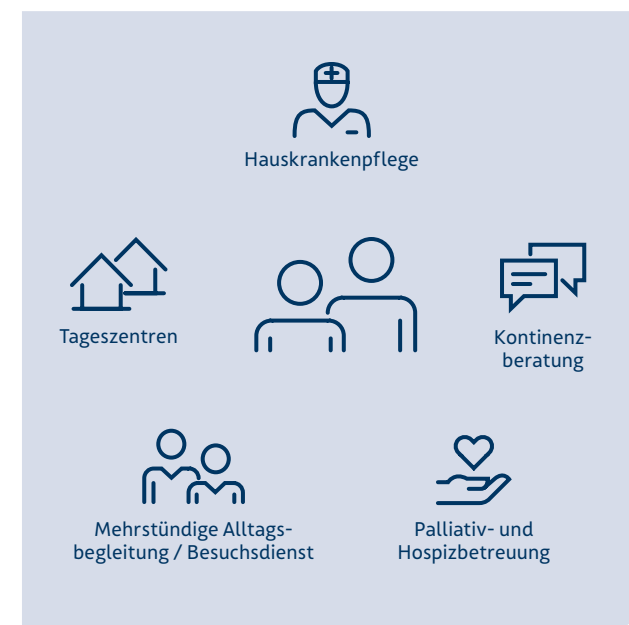 Hauskrankenpflege
Tageszentren
Kontinenz-
beratung
Mehrstündige Alltags-
begleitung / Besuchsdienst
Palliativ- und
Hospizbetreuung